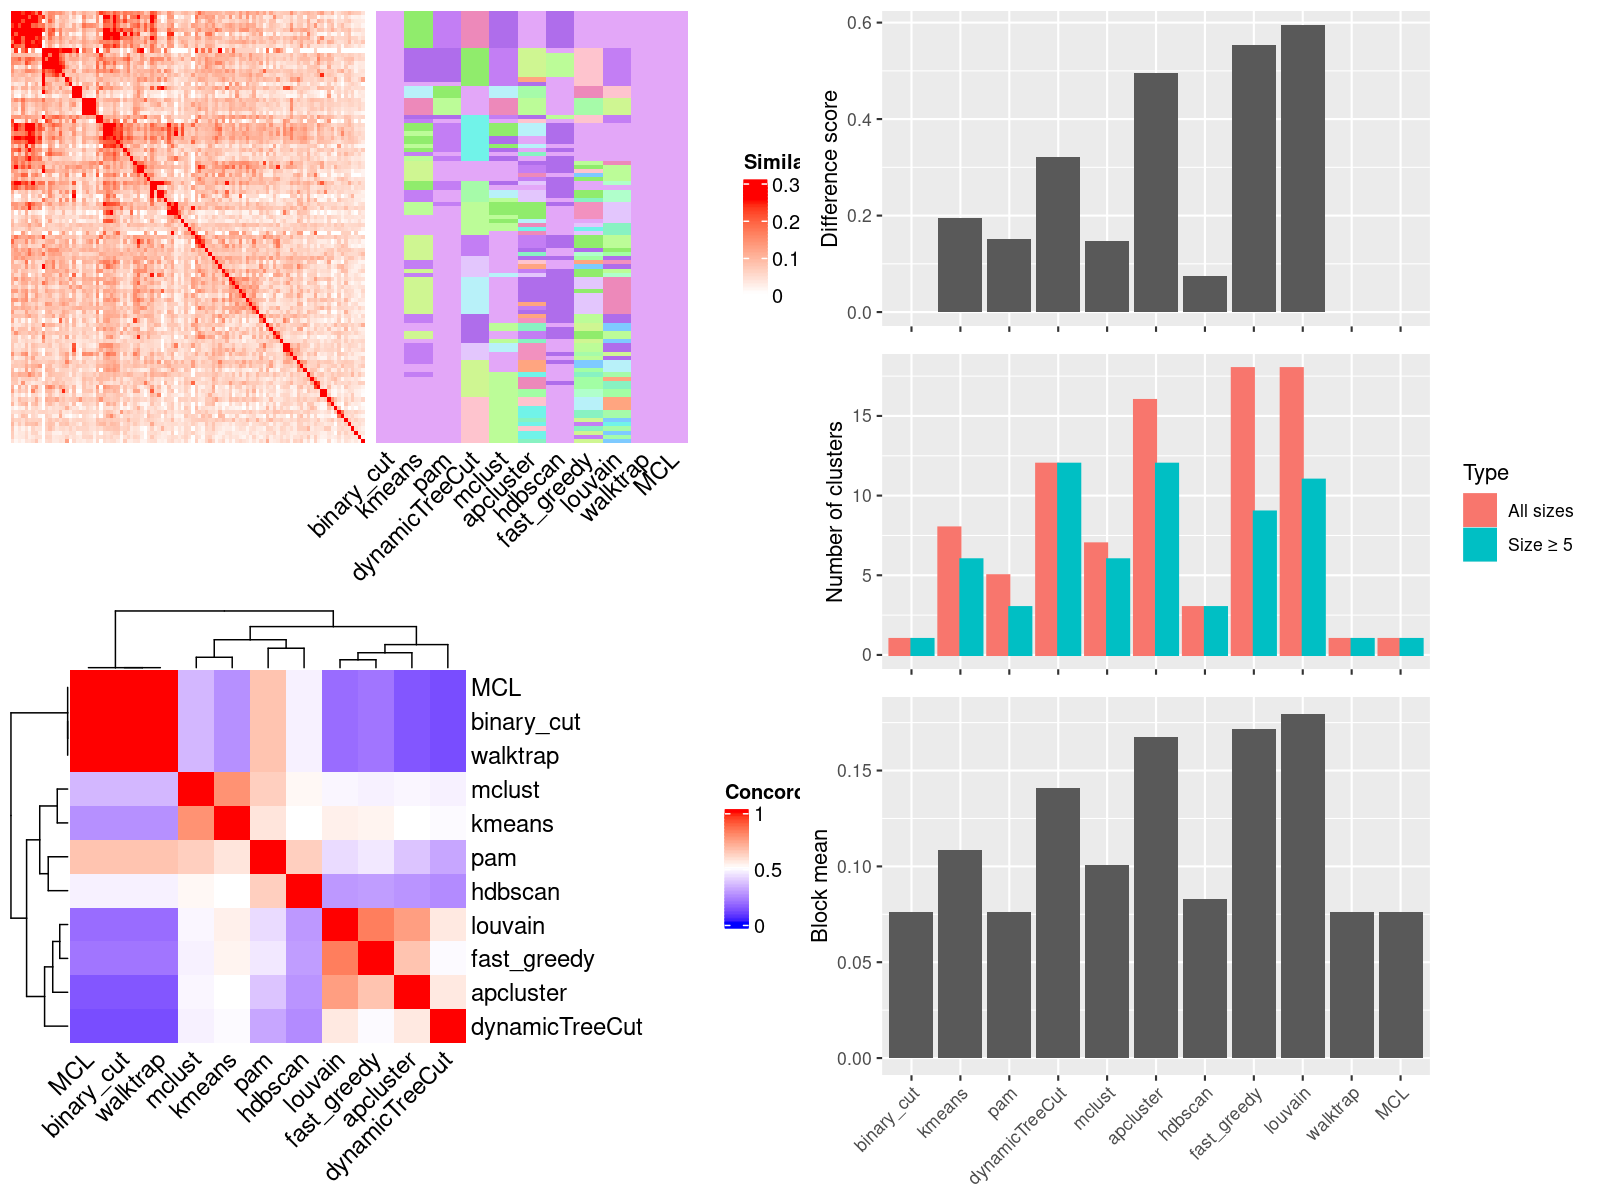 Simila
0.3
0.2
0.1
0
binary_cut
kmeans
pam
dynamicTreeCut
mclust
apcluster
hdbscan
fast_greedy
louvain
walktrap
MCL
Difference score
0.6
0.4
0.2
0.0
Number of clusters
15
10
5
0
Type
All sizes
Size ≥ 5
MCL
binary_cut
walktrap
mclust
kmeans
pam
hdbscan
louvain
fast_greedy
apcluster
dynamicTreeCut
MCL
binary_cut
walktrap
mclust
kmeans
pam
hdbscan
louvain
fast_greedy
apcluster
dynamicTreeCut
Concord
1
0.5
0
Block mean
0.15
0.10
0.05
0.00
binary_cut
kmeans
pam
dynamicTreeCut
mclust
apcluster
hdbscan
fast_greedy
louvain
walktrap
MCL